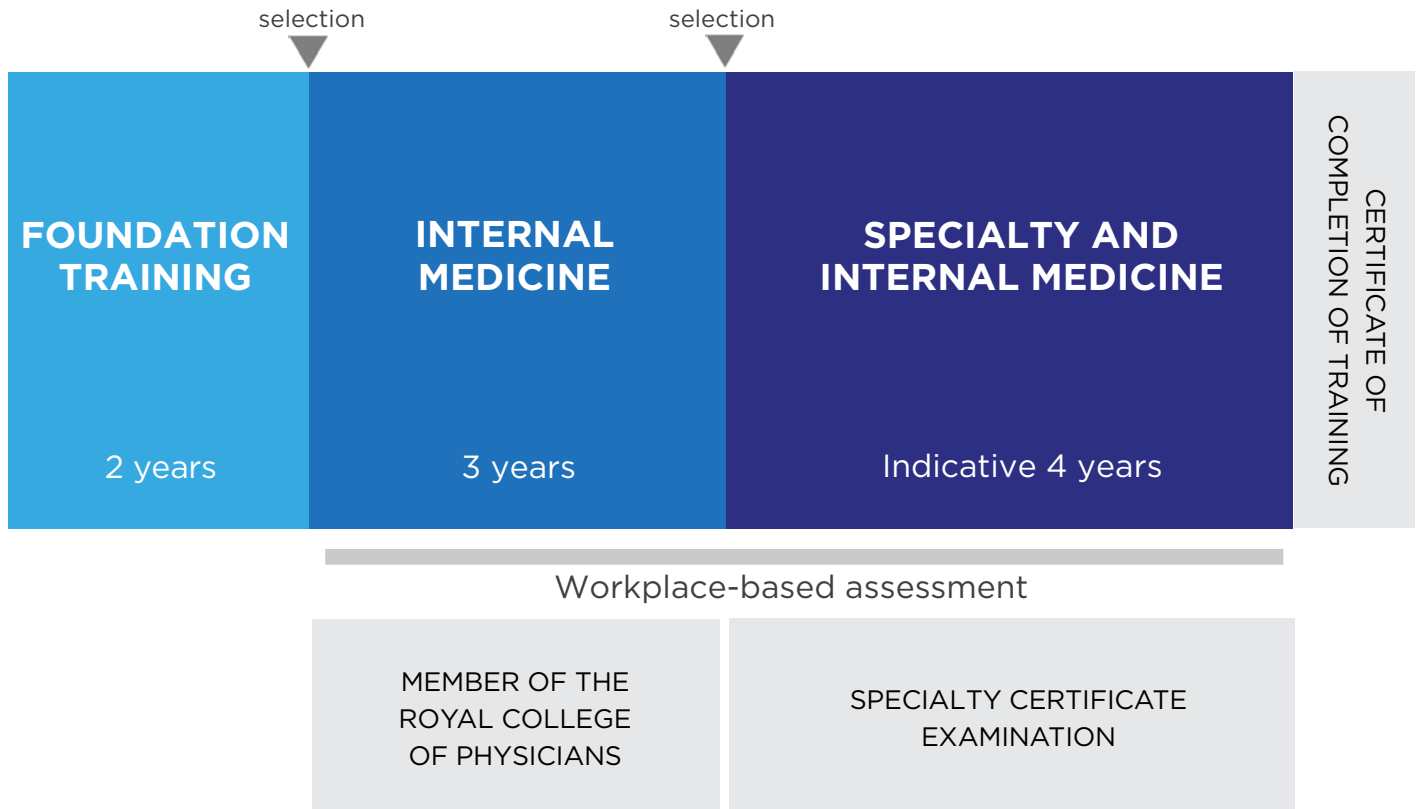 selection
selection
FOUNDATION
TRAINING
2 years
INTERNAL
MEDICINE
3 years
SPECIALTY AND
INTERNAL MEDICINE
Indicative 4 years
CERTIFICATE OF
COMPLETION OF TRAINING
Workplace-based assessment
MEMBER OF THE
ROYAL COLLEGE
OF PHYSICIANS
SPECIALTY CERTIFICATE
EXAMINATION